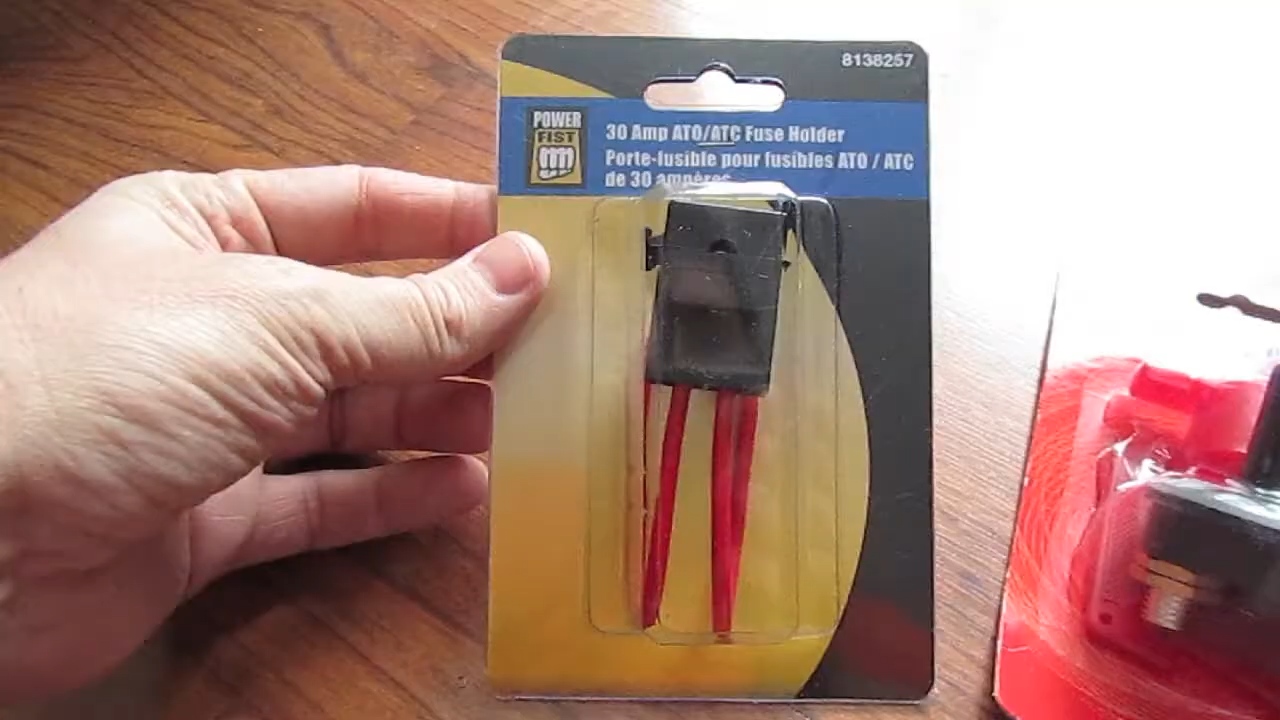 8138257
POWER
FIST
30 Amp ATO/ATC Fuse Holder
Porte-fusible pour fusibles ATO / ATC
de 30 ampères